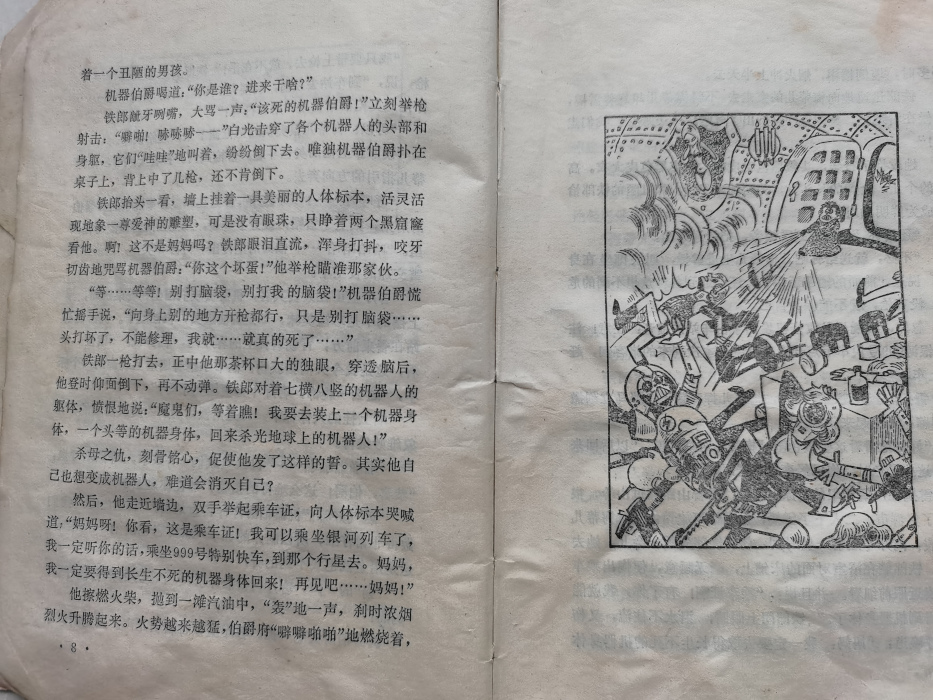 着一个丑陋的男孩。
机器伯爵喝道:“你是谁?进来干啥?”
铁郎龇牙咧嘴,大骂一声:“该死的机器伯爵!”立刻举枪
射击:“噼啪!哧哧哧——”白光击穿了各个机器人的头部和
身躯,它们“哇哇”地叫着,纷纷倒下去。唯独机器伯爵扑在
桌子上,背上中了几枪,还不肯倒下。
铁郎抬头一看,墙上挂着一具美丽的人体标本,活灵活
现地象一尊爱神的雕塑,可是没有眼珠,只睁着两个黑窟窿
看他。啊!这不是妈妈吗?铁郎眼泪直流,浑身打抖,咬牙
切齿地咒骂机器伯爵:“你这个坏蛋!”他举枪瞄准那家伙。
“等……等等!别打脑袋,别打我的脑袋!”机器伯爵慌
忙摇手说,“向身上别的地方开枪都行,只是别打脑袋……
头打坏了,不能修理,我就……就真的死了……”
铁郎一枪打去,正中他那茶杯口大的独眼,穿透脑后,
他登时仰面倒下,再不动弹。铁郎对着七横八竖的机器人的
躯体,愤恨地说:“魔鬼们,等着瞧!我要去装上一个机器身
体,一个头等的机器身体,回来杀光地球上的机器人!”
杀母之仇,刻骨铭心,促使他发了这样的誓。其实他自
己也想变成机器人,难道会消灭自己?
然后,他走近墙边,双手举起乘车证,向人体标本哭喊
道:“妈妈呀!你看,这是乘车证!我可以乘坐银河列车了,
我一定听你的话,乘坐999号特别快车,到那个行星去。妈妈,
我一定要得到长生不死的机器身体回来!再见吧……妈妈!”
他擦燃火柴,抛到一滩汽油中,“轰”地一声,刹时浓烟
烈火升腾起来。火势越来越猛,伯爵府“噼噼啪啪”地燃烧着,
·8·